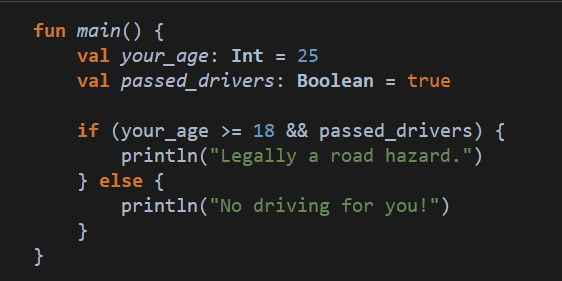 fun main() {
    val your_age: Int = 25
    val passed_drivers: Boolean = true

    if (your_age >= 18 && passed_drivers) {
        println("Legally a road hazard.")
    } else {
        println("No driving for you!")
    }
}